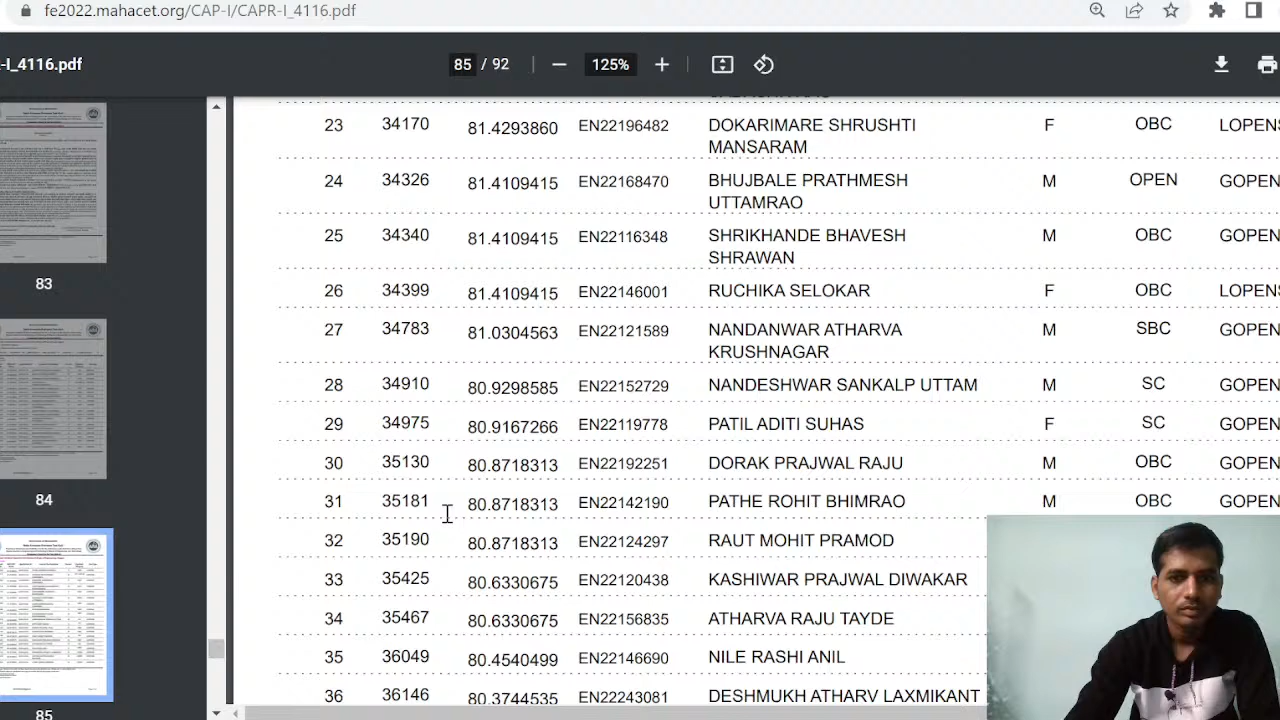 fe2022.mahacet.org/CAP-I/CAPR-I_4116.pdf
-I_4116.pdf
85 / 92
125%
23 34170 81.4293860 EN22196482 DOKARIMARE SHRUSHTI F OBC LOPENS
MANSARAM
24 34326 81.4109415 EN22168470 BHUJBALE PRATHMESH M OPEN GOPEN
UTTAMRAO
25 34340 81.4109415 EN22116348 SHRIKHANDE BHAVESH M OBC GOPEN
SHRAWAN
26 34399 81.4109415 EN22146001 RUCHIKA SELOKAR F OBC LOPENS
27 34783 81.0304563 EN22121589 NANDANWAR ATHARVA M SBC GOPEN
KRUSHNAGAR
28 34910 80.9298585 EN22152729 NANDESHWAR SANKALP UTTAM M SC GOPEN
29 34975 80.9167266 EN22119778 PATIL ADITI SUHAS F SC GOPEN
30 35130 80.8718313 EN22192251 DORAK PRAJWAL RAJU M OBC GOPEN
31 35181 80.8718313 EN22142190 PATHE ROHIT BHIMRAO M OBC GOPEN
32 35190 80.8718313 EN22124297 RAUT MOHIT PRAMOD
33 35425 80.6330675 EN22120438 KASHIWAR PRAJWAL DIWAKAR
34 35467 80.6330675 EN22156835 ATHARVA RAJU TAYDE
35 36049 80.4540499 EN22146690 NILE RASHI ANIL
36 36146 80.3744535 EN22243081 DESHMUKH ATHARV LAXMIKANT
83
84
85